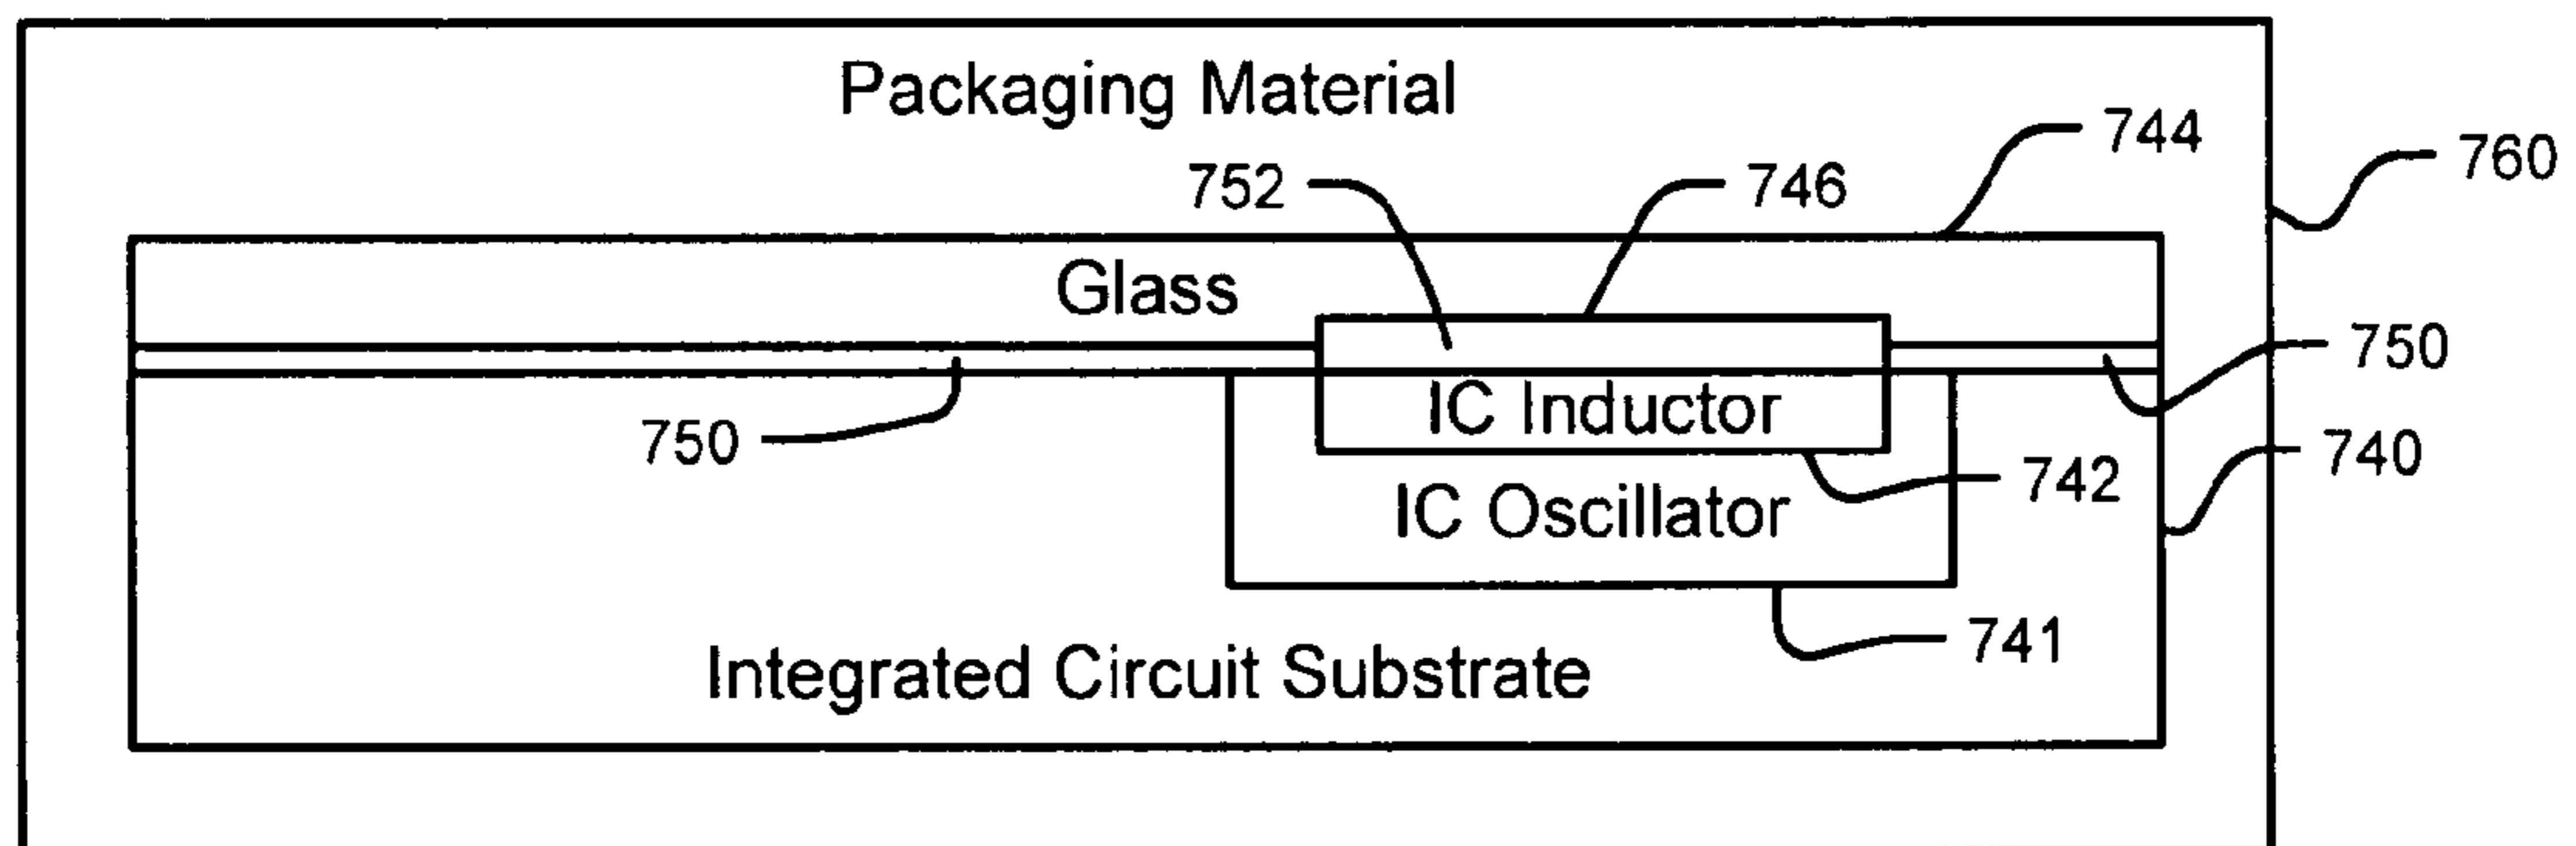 Packaging Material
744
760
752
746
Glass
750
750
IC Inductor
740
742
IC Oscillator
741
Integrated Circuit Substrate